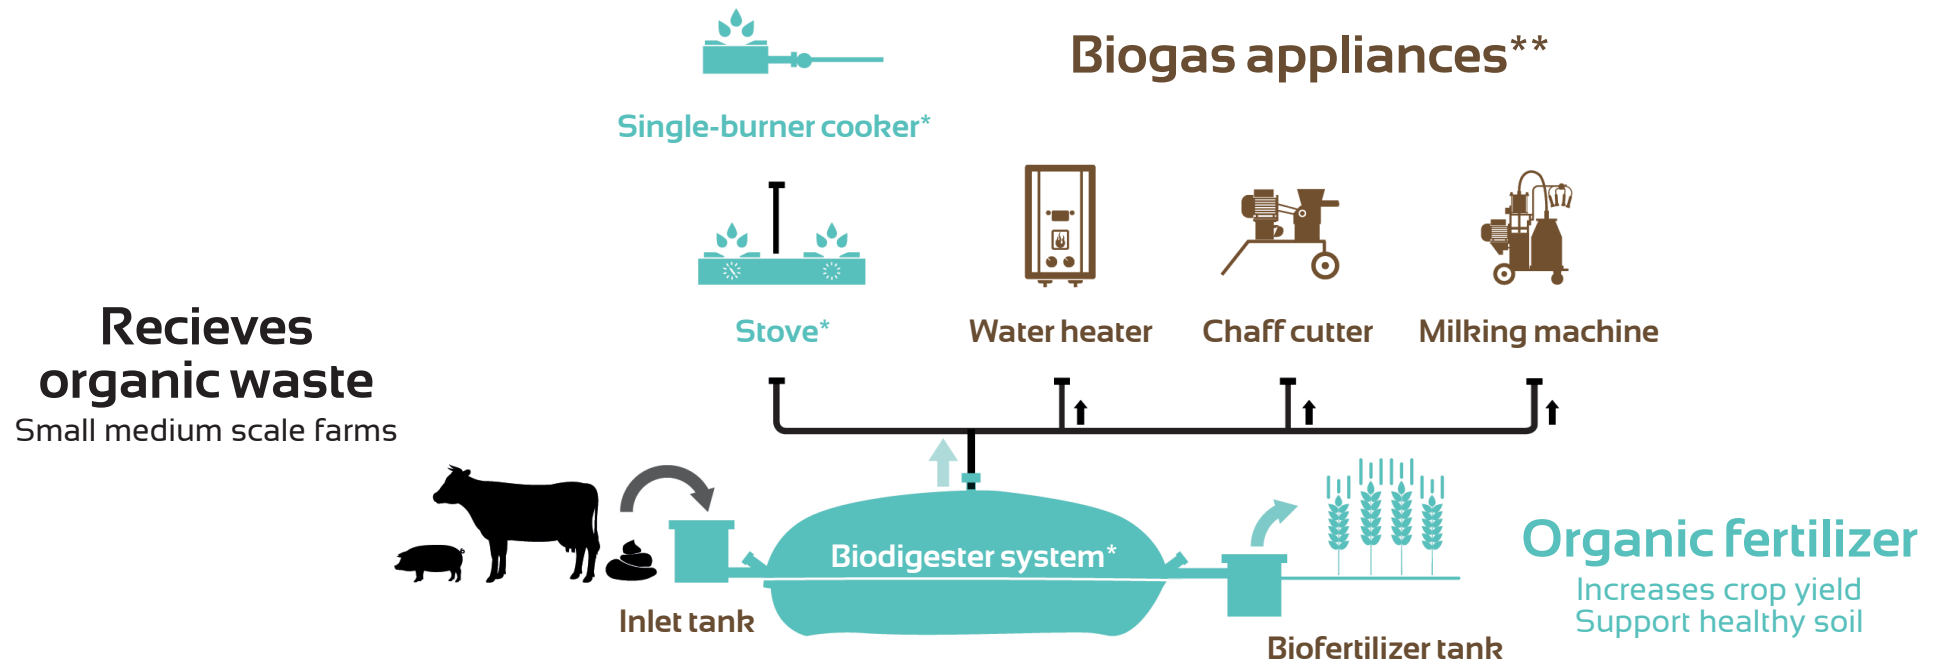 Biogas appliances**
Single-burner cooker*
Stove*
Water heater
Chaff cutter
Milking machine
Recieves
organic waste
Small medium scale farms
Biodigester system*
Inlet tank
Biofertilizer tank
Organic fertilizer
Increases crop yield
Support healthy soil